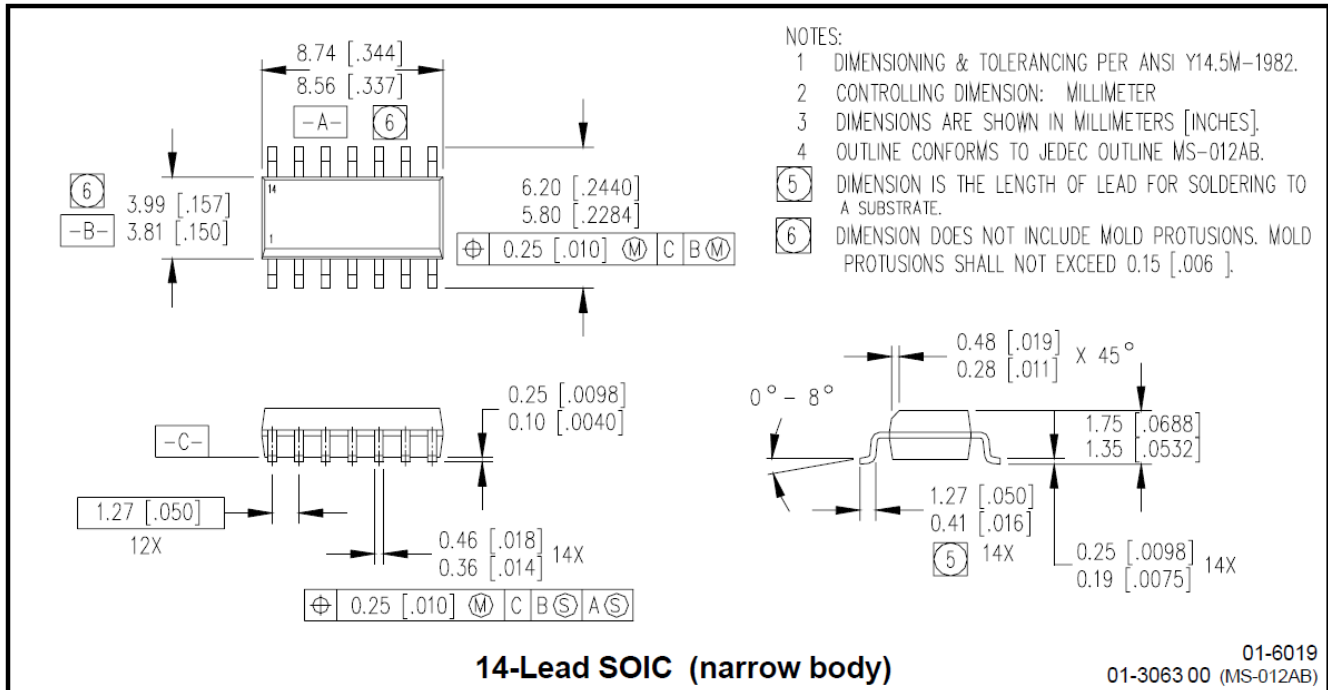 8.74 [.344]
8.56 [.337]
-A- 6
6
3.99 [.157]
-B- 3.81 [.150]
14
1
6.20 [.2440]
5.80 [.2284]
⌖ 0.25 [.010] Ⓜ C B Ⓜ
NOTES:
1 DIMENSIONING & TOLERANCING PER ANSI Y14.5M-1982.
2 CONTROLLING DIMENSION: MILLIMETER
3 DIMENSIONS ARE SHOWN IN MILLIMETERS [INCHES].
4 OUTLINE CONFORMS TO JEDEC OUTLINE MS-012AB.
5 DIMENSION IS THE LENGTH OF LEAD FOR SOLDERING TO
A SUBSTRATE.
6 DIMENSION DOES NOT INCLUDE MOLD PROTUSIONS. MOLD
PROTUSIONS SHALL NOT EXCEED 0.15 [.006 ].
-C-
0.25 [.0098]
0.10 [.0040]
1.27 [.050]
12X
0.46 [.018]
0.36 [.014] 14X
⌖ 0.25 [.010] Ⓜ C B Ⓢ A Ⓢ
0.48 [.019]
0.28 [.011] X 45°
0° - 8°
1.75 [.0688]
1.35 [.0532]
1.27 [.050]
0.41 [.016]
5 14X
0.25 [.0098]
0.19 [.0075] 14X
14-Lead SOIC (narrow body)
01-6019
01-3063 00 (MS-012AB)